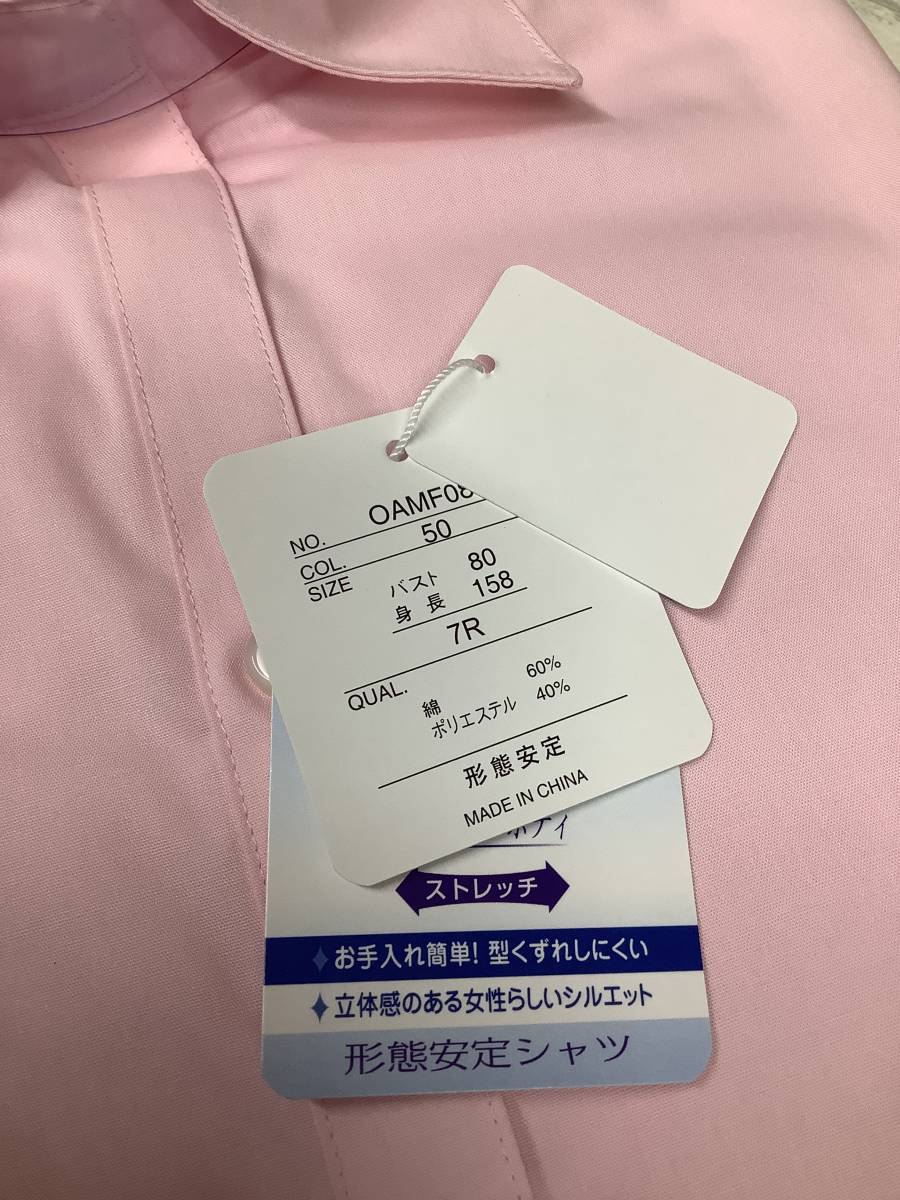 NO. OAMF08
COL. 50
SIZE バスト 80
身長 158
7R
QUAL. 綿 60%
ポリエステル 40%
形態安定
MADE IN CHINA
ボディ
ストレッチ
お手入れ簡単! 型くずれしにくい
立体感のある女性らしいシルエット
形態安定シャツ